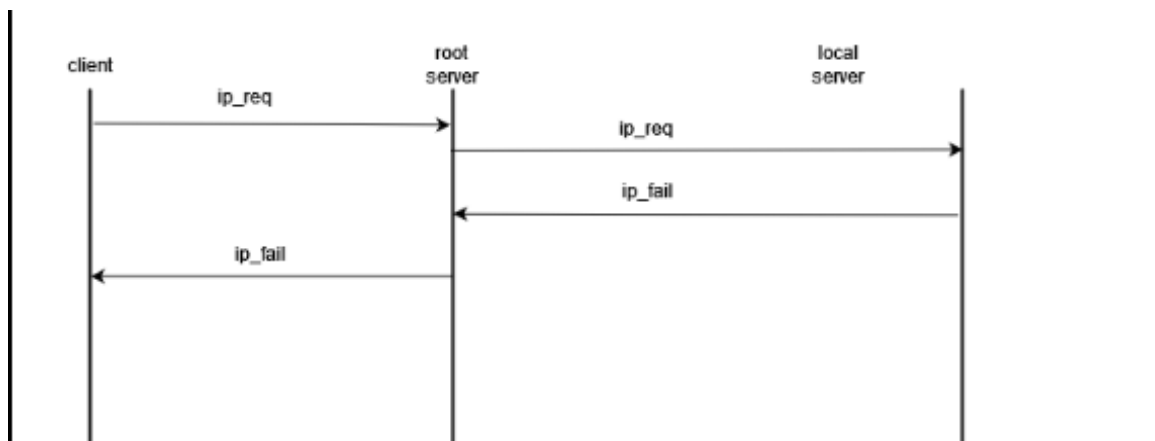 client
root
server
local
server
ip_req
ip_req
ip_fail
ip_fail